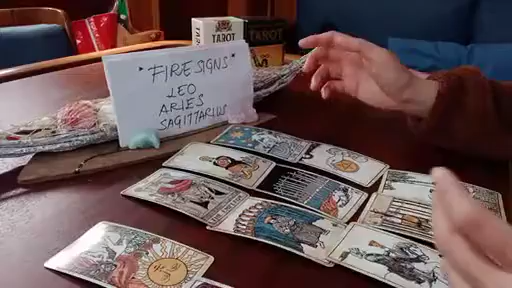 TAROT
TAROT
* FIRE SIGNS *
LEO
ARIES
SAGITTARIUS